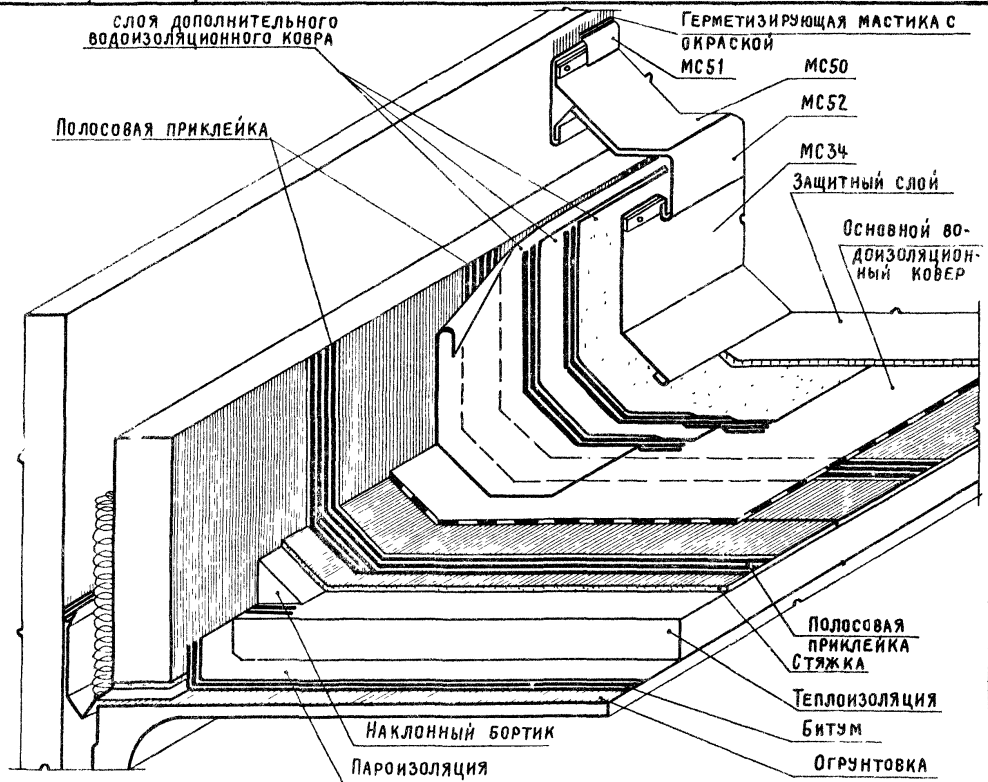 СЛОЯ ДОПОЛНИТЕЛЬНОГО
ВОДОИЗОЛЯЦИОННОГО КОВРА
ГЕРМЕТИЗИРУЮЩАЯ МАСТИКА С
ОКРАСКОЙ
МС51
МС50
МС52
ПОЛОСОВАЯ ПРИКЛЕЙКА
МС34
ЗАЩИТНЫЙ СЛОЙ
ОСНОВНОЙ ВО-
ДОИЗОЛЯЦИОН-
НЫЙ КОВЕР
ПОЛОСОВАЯ
ПРИКЛЕЙКА
СТЯЖКА
ТЕПЛОИЗОЛЯЦИЯ
БИТУМ
НАКЛОННЫЙ БОРТИК
ОГРУНТОВКА
ПАРОИЗОЛЯЦИЯ